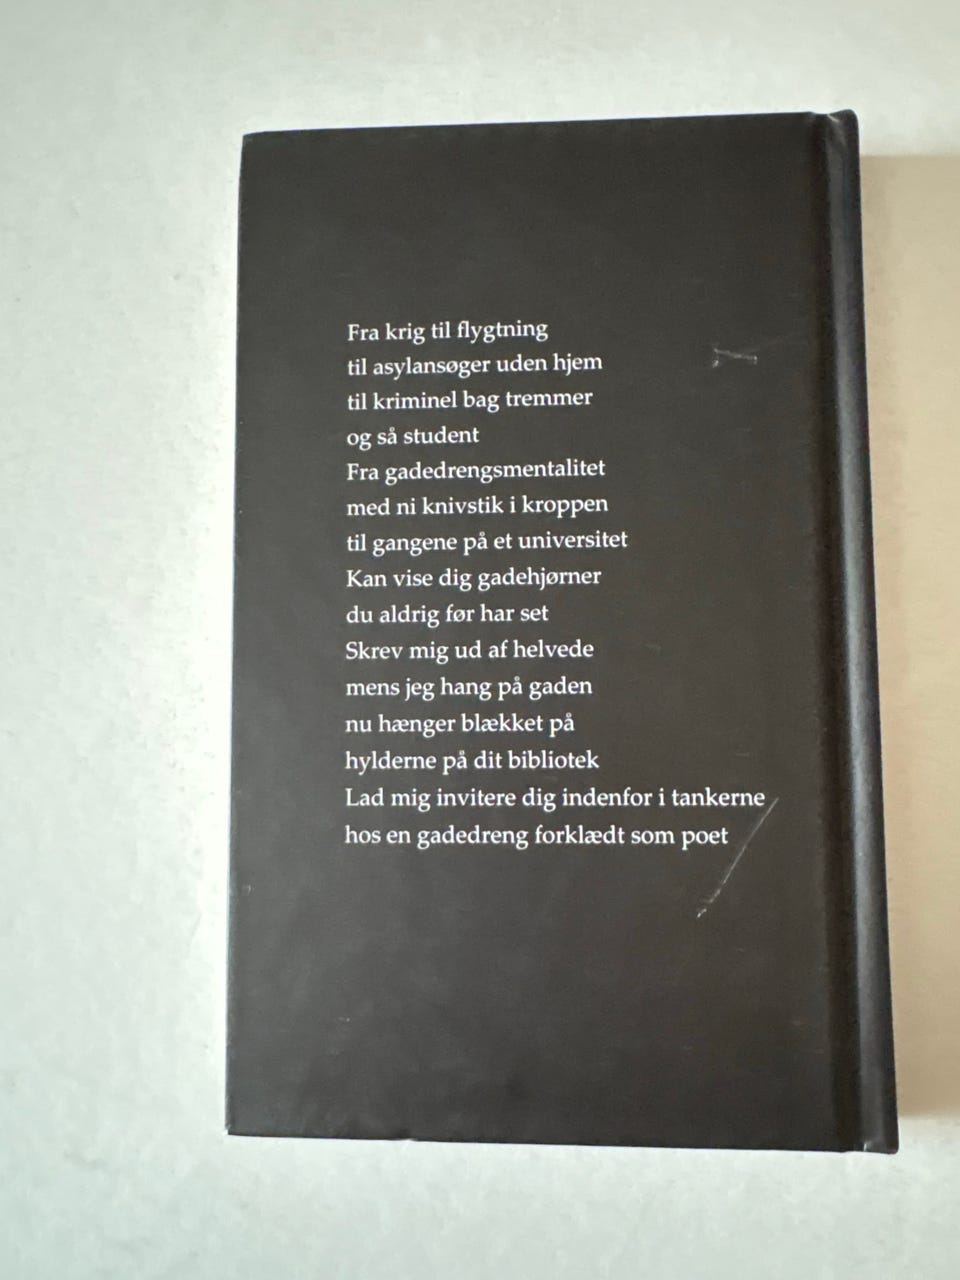 Fra krig til flygtning
til asylansøger uden hjem
til kriminel bag tremmer
og så student
Fra gadedrengsmentalitet
med ni knivstik i kroppen
til gangene på et universitet
Kan vise dig gadehjørner
du aldrig før har set
Skrev mig ud af helvede
mens jeg hang på gaden
nu hænger blækket på
hylderne på dit bibliotek
Lad mig invitere dig indenfor i tankerne
hos en gadedreng forklædt som poet